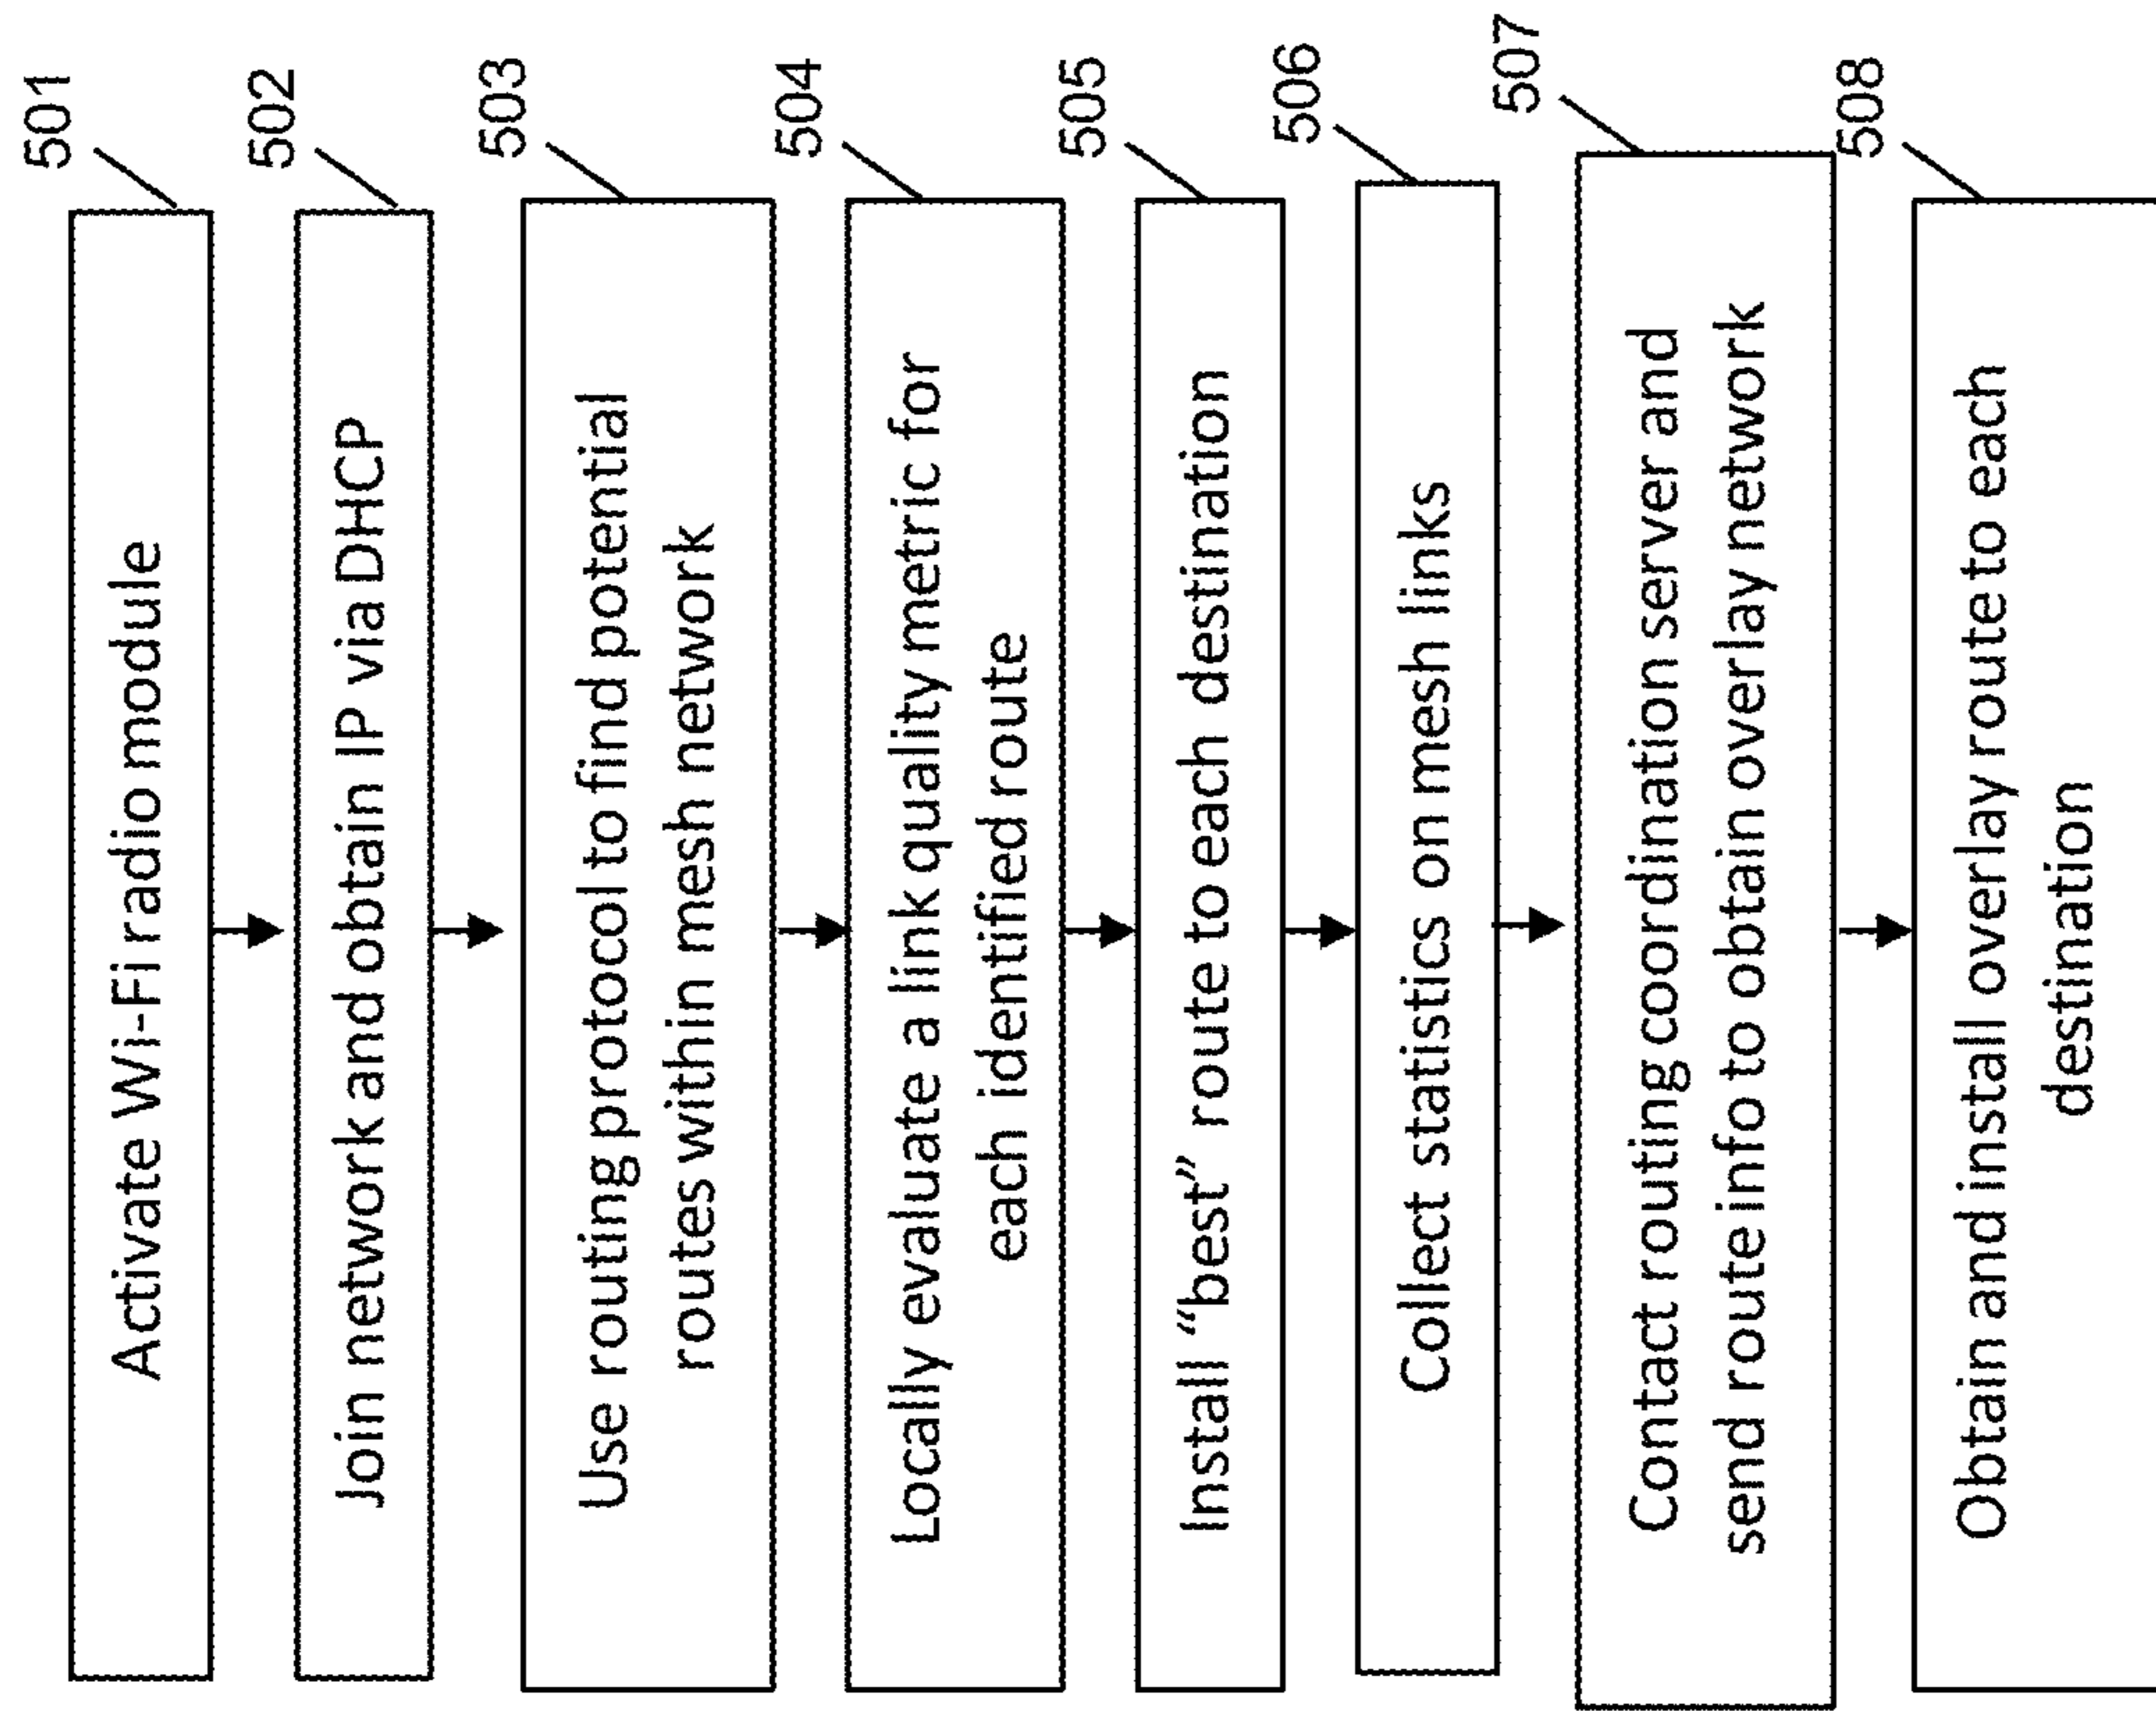 501
Activate Wi-Fi radio module
502
Join network and obtain IP via DHCP
503
Use routing protocol to find potential
routes within mesh network
504
Locally evaluate a link quality metric for
each identified route
505
Install “best” route to each destination
506
Collect statistics on mesh links
507
Contact routing coordination server and
send route info to obtain overlay network
508
Obtain and install overlay route to each
destination